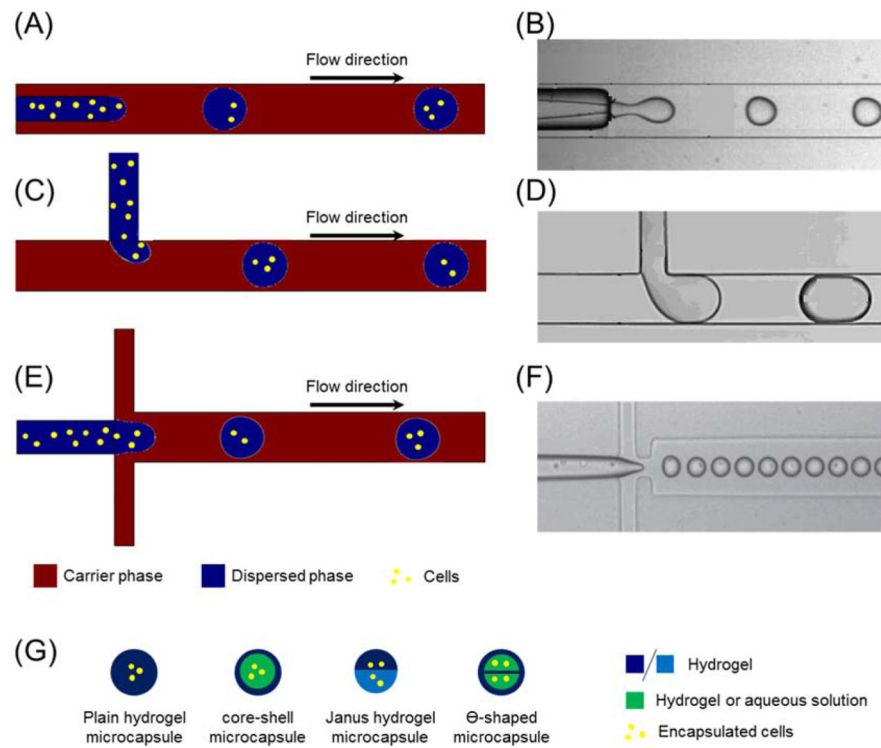 (A)
Flow direction
(B)
(C)
Flow direction
(D)
(E)
Flow direction
(F)
Carrier phase
Dispersed phase
Cells
(G)
Plain hydrogel
microcapsule
core-shell
microcapsule
Janus hydrogel
microcapsule
Ɵ-shaped
microcapsule
Hydrogel
Hydrogel or aqueous solution
Encapsulated cells